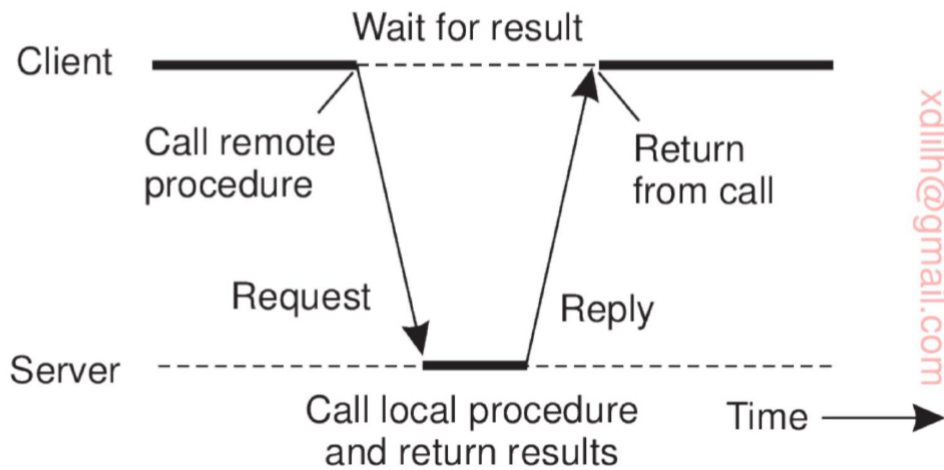 Wait for result
Client
Call remote
procedure
Return
from call
Request
Reply
Server
Call local procedure
and return results
Time
xdlilh@gmail.com